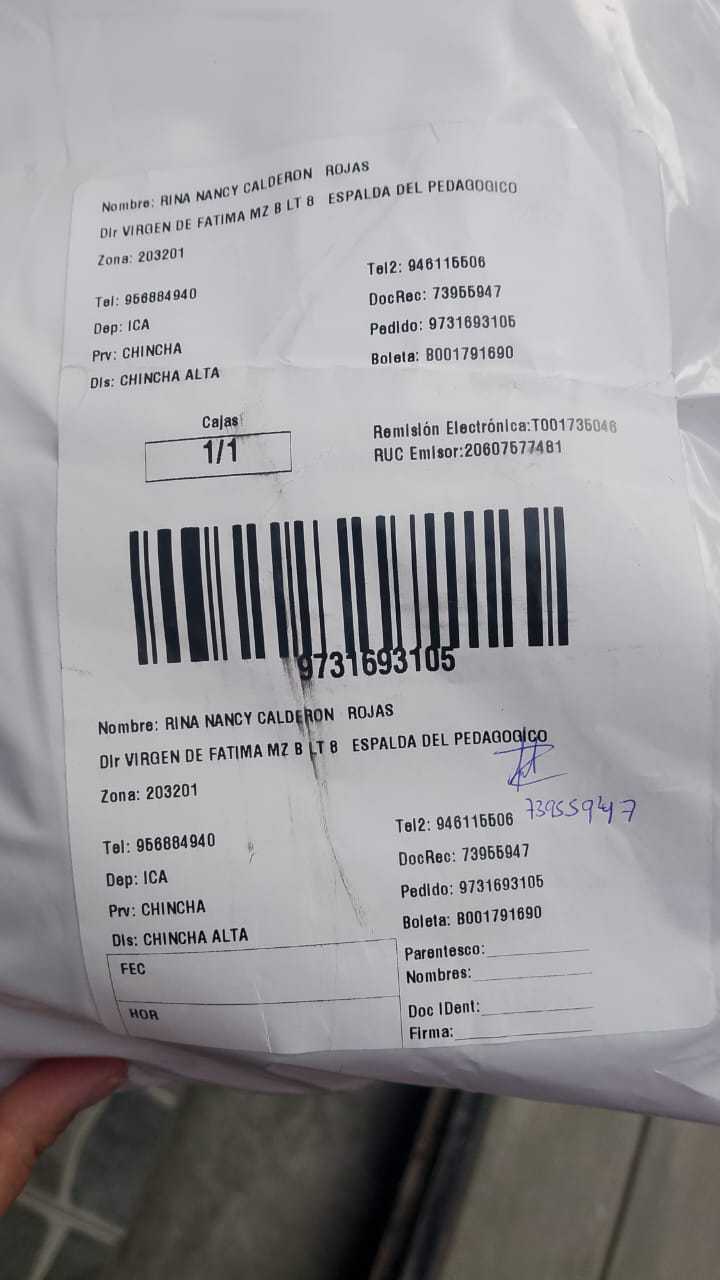 Nombre: RINA NANCY CALDERON ROJAS
Dir VIRGEN DE FATIMA MZ B LT 8 ESPALDA DEL PEDAGOGICO
Zona: 203201
Tel2: 946115506
Tel: 956884940
DocRec: 73955947
Dep: ICA
Pedido: 9731693105
Prv: CHINCHA
Boleta: B001791690
Dis: CHINCHA ALTA
Cajas
1/1
Remisión Electrónica:T001735046
RUC Emisor:20607577481
9731693105
Nombre: RINA NANCY CALDERON ROJAS
Dir VIRGEN DE FATIMA MZ B LT 8 ESPALDA DEL PEDAGOGICO
Zona: 203201
Tel2: 946115506 73955947
Tel: 956884940
DocRec: 73955947
Dep: ICA
Pedido: 9731693105
Prv: CHINCHA
Boleta: B001791690
Dis: CHINCHA ALTA
Parentesco:
FEC
Nombres:
HOR
Doc IDent:
Firma: